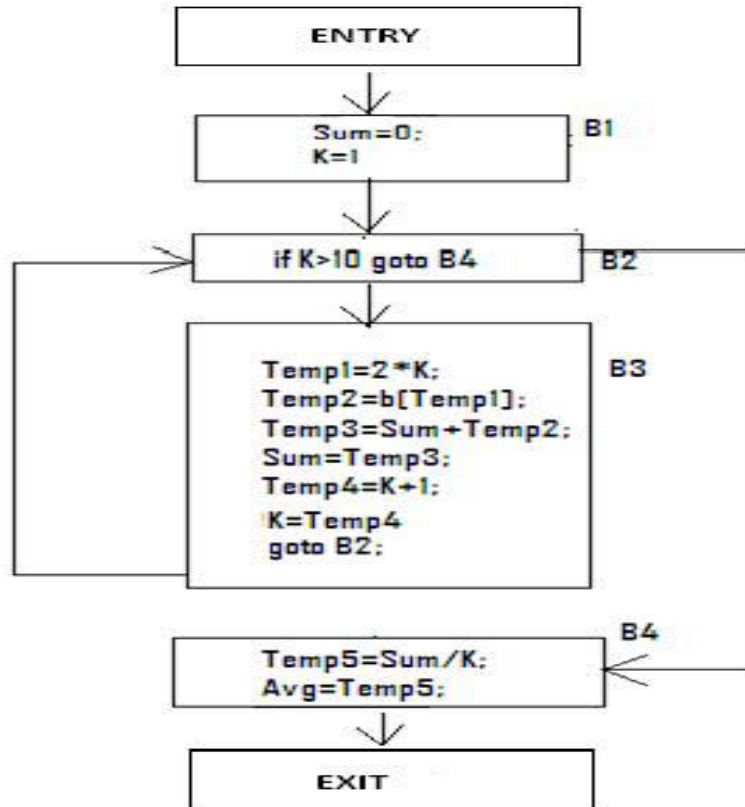 ENTRY
Sum=0;
K=1
B1
if K>10 goto B4
B2
Temp1=2*K;
Temp2=b[Temp1];
Temp3=Sum+Temp2;
Sum=Temp3;
Temp4=K+1;
K=Temp4
goto B2;
B3
B4
Temp5=Sum/K;
Avg=Temp5;
EXIT